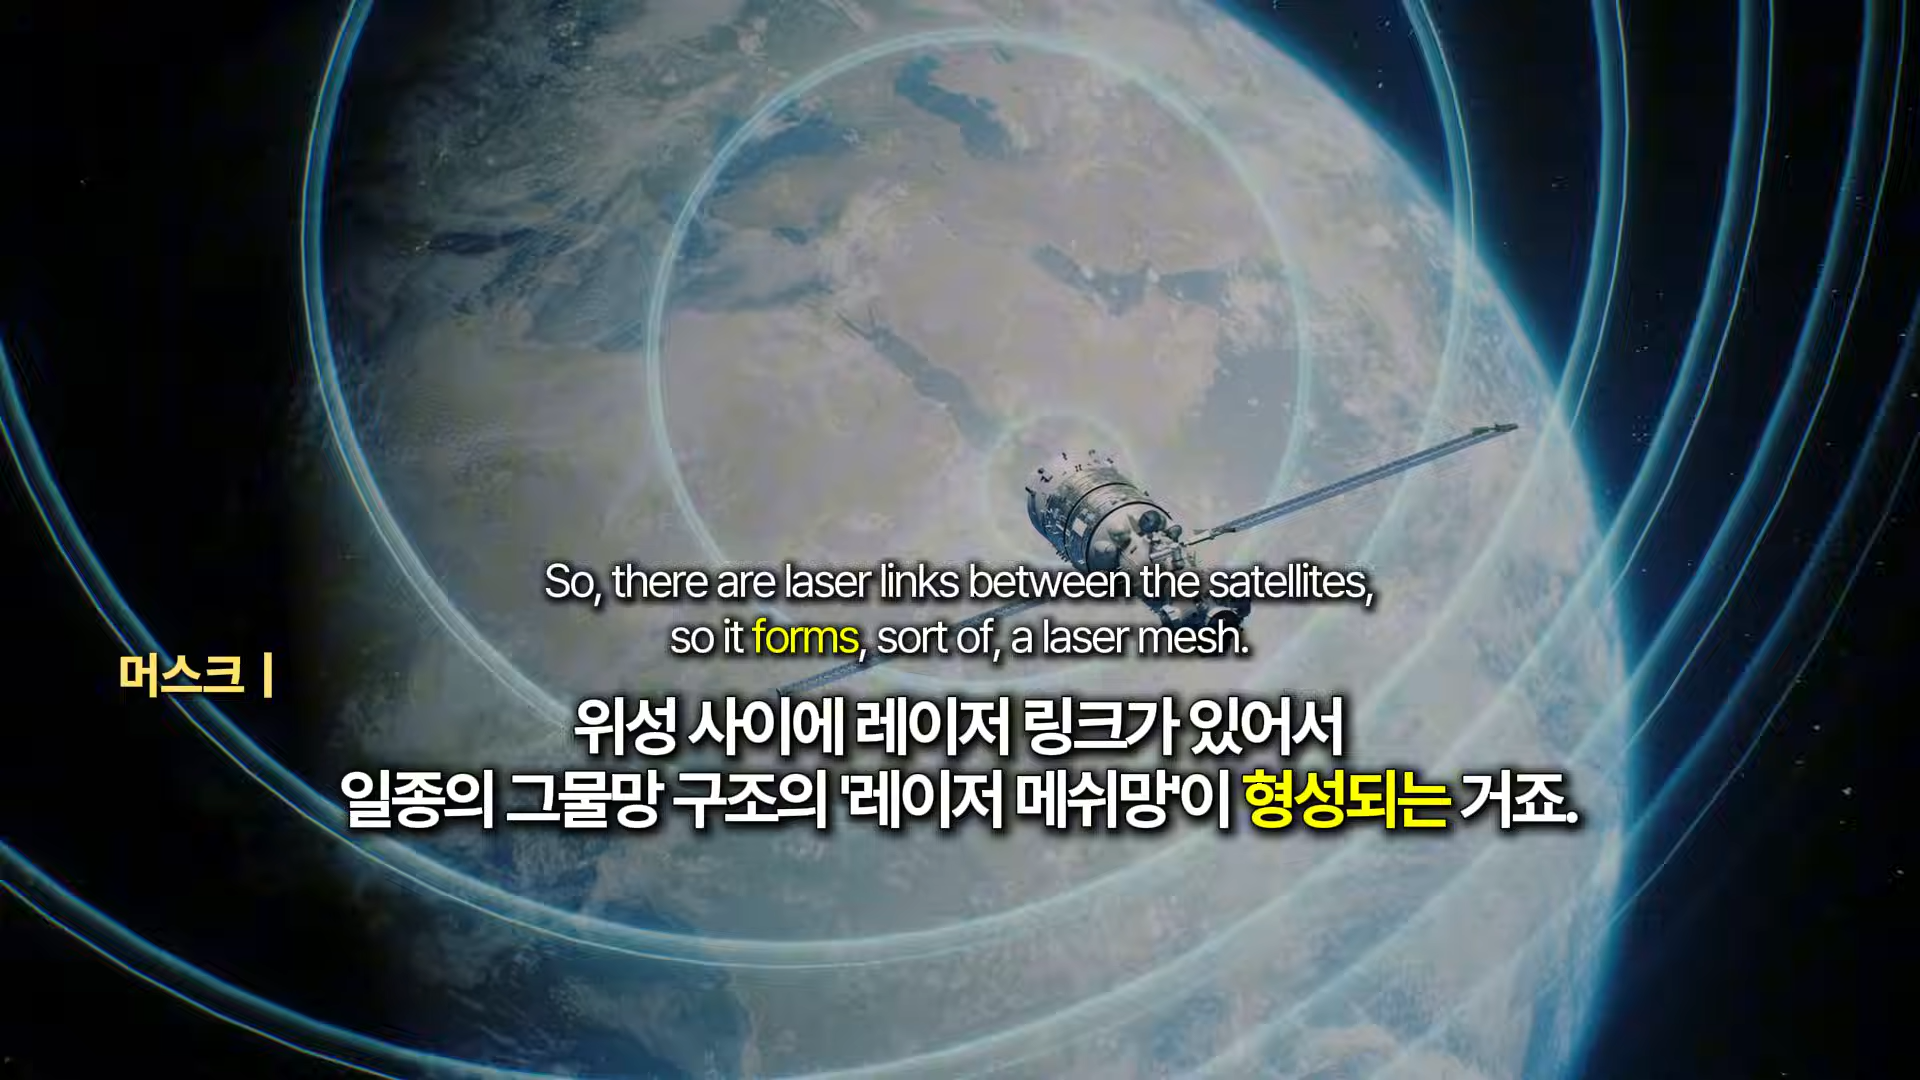 So, there are laser links between the satellites,
so it forms, sort of, a laser mesh.
머스크 |
위성 사이에 레이저 링크가 있어서
일종의 그물망 구조의 '레이저 메쉬망'이 형성되는 거죠.